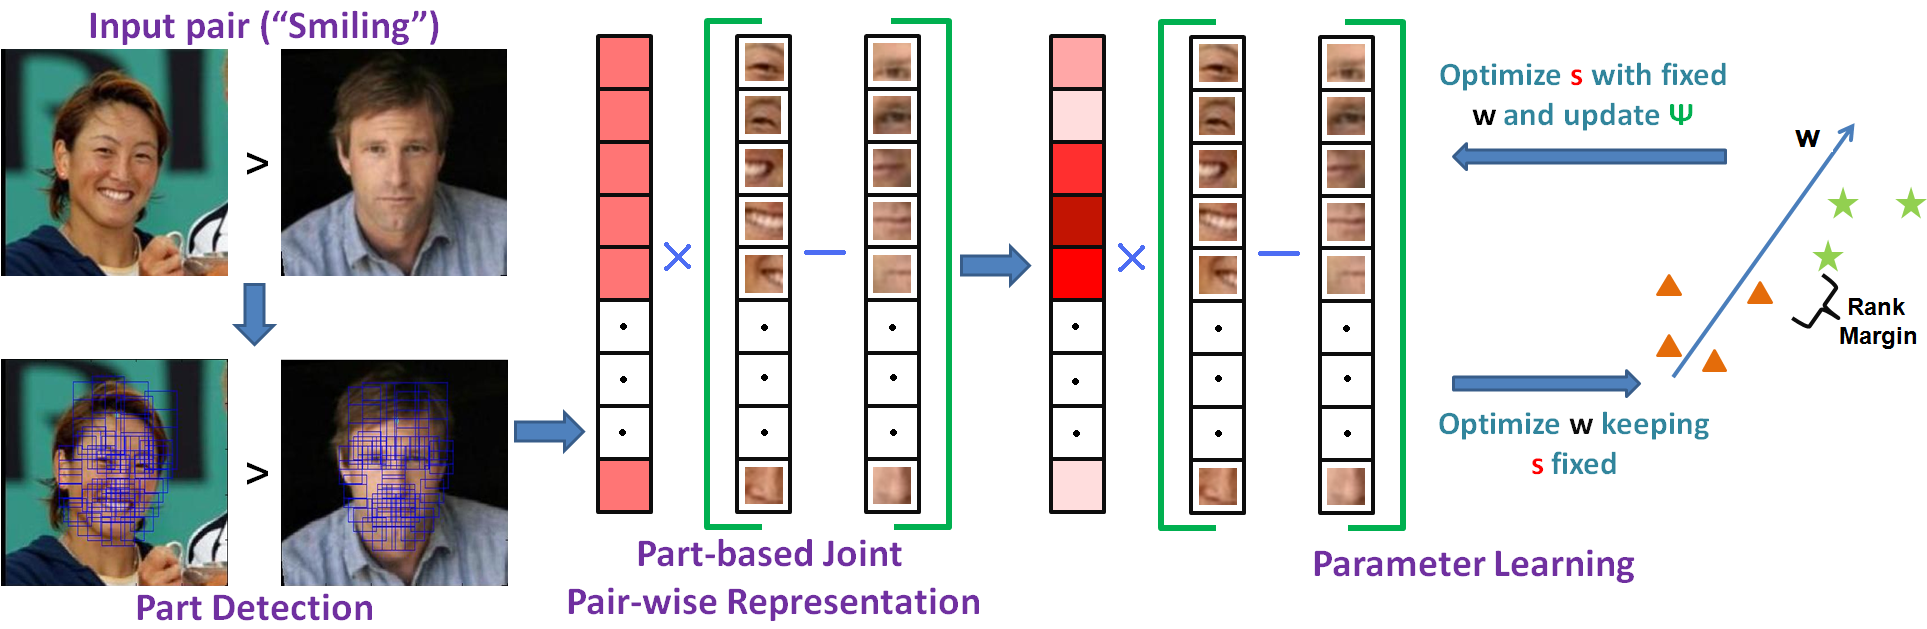 Input pair (“Smiling”)
>
>
Part Detection
Part-based Joint
Pair-wise Representation
Optimize s with fixed
w and update Ψ
w
Rank
Margin
Optimize w keeping
s fixed
Parameter Learning